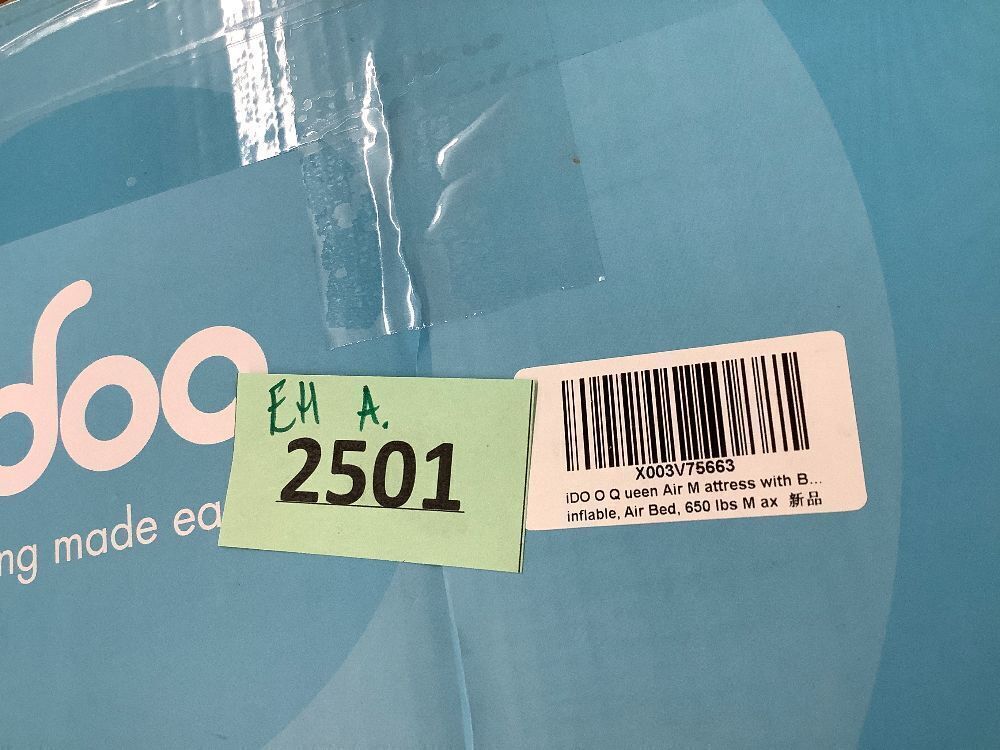 doo
ng made ea
EH A.
2501
X003V75663
iDO O Q ueen Air M attress with B...
inflable, Air Bed, 650 lbs M ax 新品